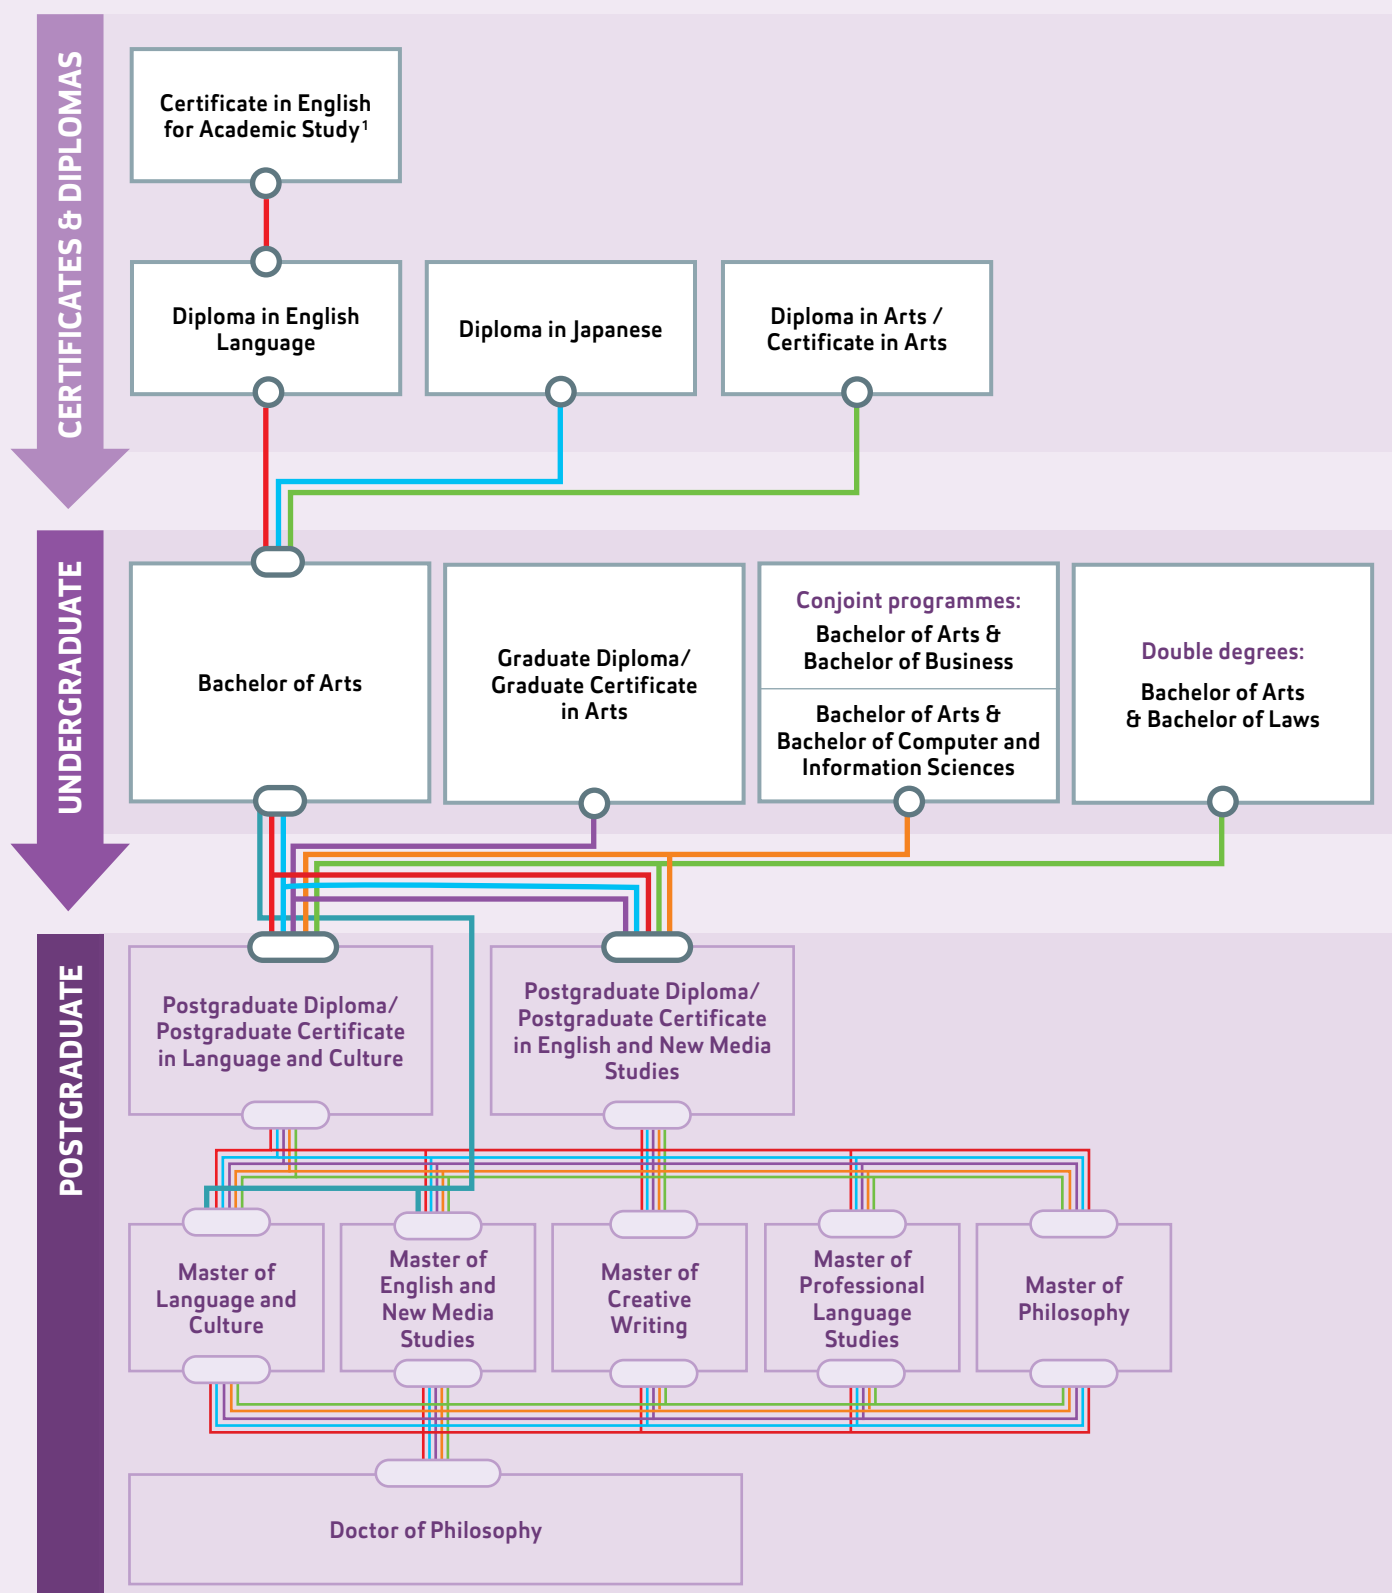 CERTIFICATES & DIPLOMAS
Certificate in English
for Academic Study¹
Diploma in English
Language
Diploma in Japanese
Diploma in Arts /
Certificate in Arts
UNDERGRADUATE
Bachelor of Arts
Graduate Diploma/
Graduate Certificate
in Arts
Conjoint programmes:
Bachelor of Arts &
Bachelor of Business
Bachelor of Arts &
Bachelor of Computer and
Information Sciences
Double degrees:
Bachelor of Arts
& Bachelor of Laws
POSTGRADUATE
Postgraduate Diploma/
Postgraduate Certificate
in Language and Culture
Postgraduate Diploma/
Postgraduate Certificate
in English and New Media
Studies
Master of
Language and
Culture
Master of
English and
New Media
Studies
Master of
Creative
Writing
Master of
Professional
Language
Studies
Master of
Philosophy
Doctor of Philosophy